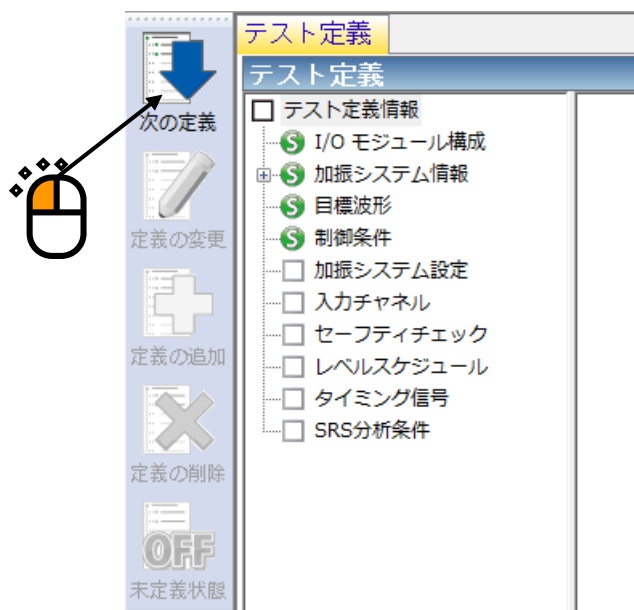 次の定義
定義の変更
定義の追加
定義の削除
OFF
未定義状態
テスト定義
テスト定義
テスト定義情報
S I/O モジュール構成
S 加振システム情報
S 目標波形
S 制御条件
加振システム設定
入力チャネル
セーフティチェック
レベルスケジュール
タイミング信号
SRS分析条件